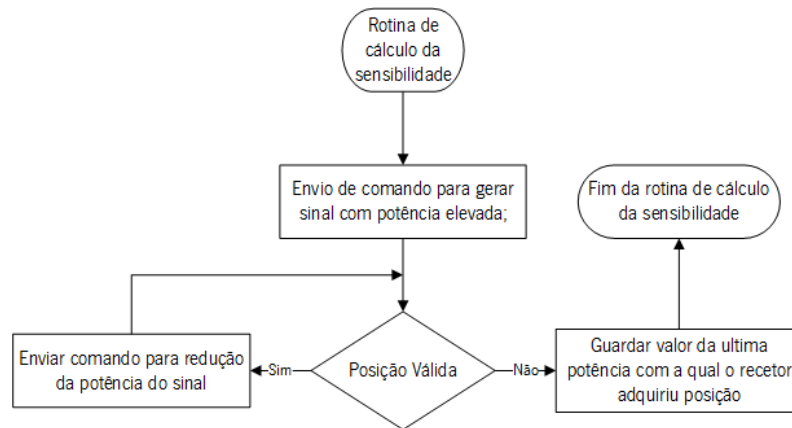 Rotina de
cálculo da
sensibilidade
Envio de comando para gerar
sinal com potência elevada;
Fim da rotina de cálculo
da sensibilidade
Enviar comando para redução
da potência do sinal
Sim
Posição Válida
Não
Guardar valor da ultima
potência com a qual o recetor
adquiriu posição